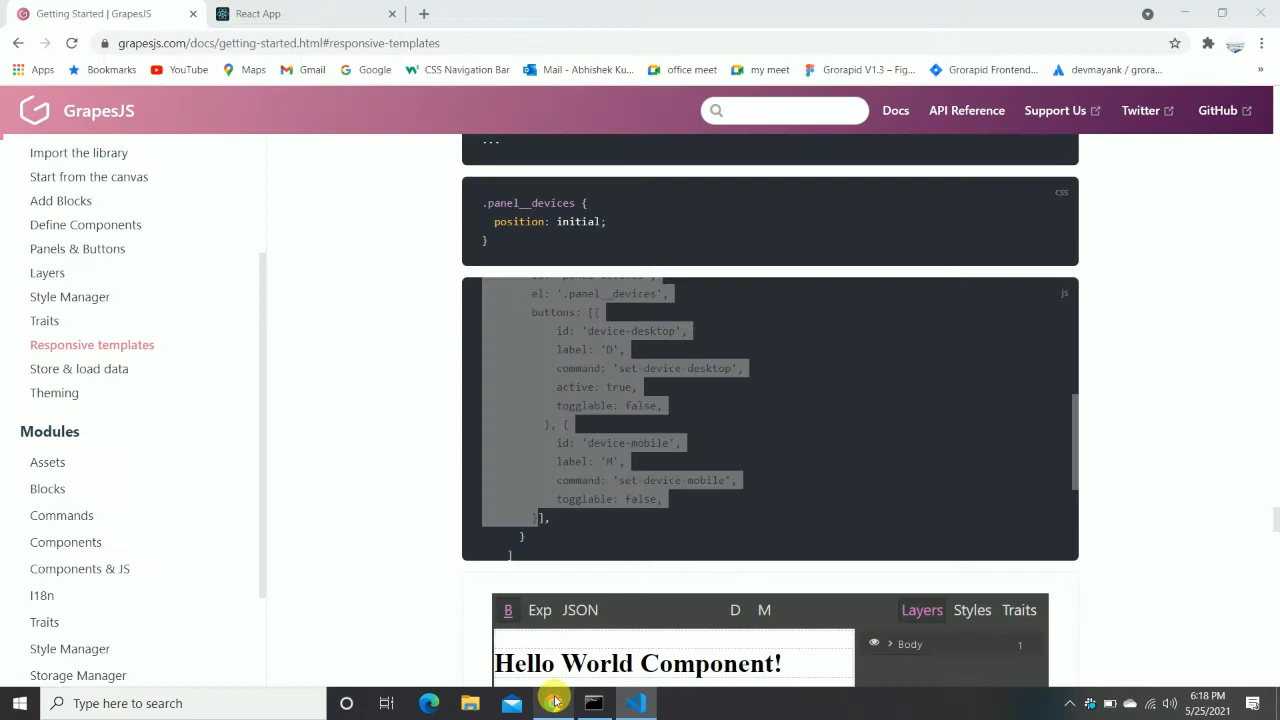 Getting Started | GrapesJS
React App
grapesjs.com/docs/getting-started.html#responsive-templates
Apps
Bookmarks
YouTube
Maps
Gmail
Google
CSS Navigation Bar
Mail - Abhishek Ku...
office meet
my meet
Grorapid V1.3 – Fig...
Grorapid Frontend...
devmayank / grora...
»
GrapesJS
Docs
API Reference
Support Us
Twitter
GitHub
Import the library
Start from the canvas
Add Blocks
Define Components
Panels & Buttons
Layers
Style Manager
Traits
Responsive templates
Store & load data
Theming
Modules
Assets
Blocks
Commands
Components
Components & JS
I18n
Traits
Style Manager
Storage Manager
...
css
.panel__devices {
position: initial;
}
js
el: '.panel__devices',
buttons: [{
id: 'device-desktop',
label: 'D',
command: 'set-device-desktop',
active: true,
togglable: false,
}, {
id: 'device-mobile',
label: 'M',
command: 'set-device-mobile',
togglable: false,
}],
}
]
B Exp JSON
D M
Layers Styles Traits
Body 1
Hello World Component!
Type here to search
6:18 PM
5/25/2021